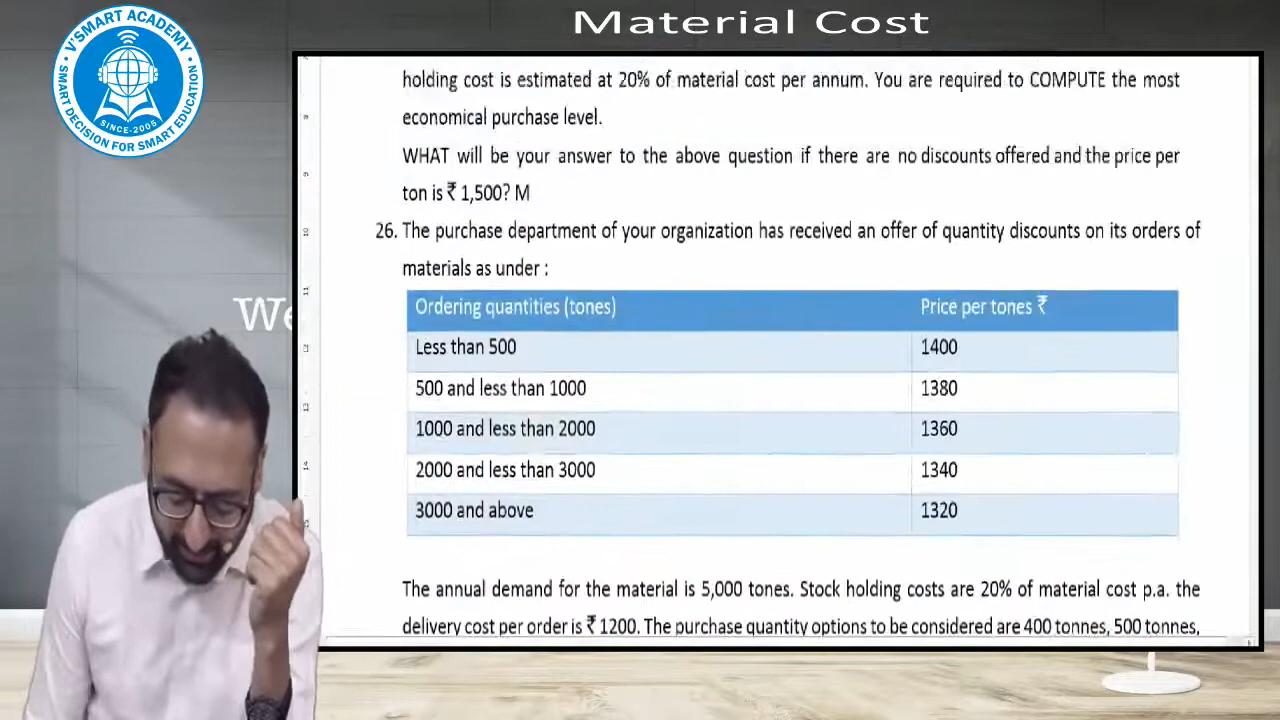 Material Cost
V'SMART ACADEMY
SINCE-2005
SMART DECISION FOR SMART EDUCATION
holding cost is estimated at 20% of material cost per annum. You are required to COMPUTE the most
economical purchase level.
WHAT will be your answer to the above question if there are no discounts offered and the price per
ton is ₹ 1,500? M
We
26. The purchase department of your organization has received an offer of quantity discounts on its orders of
materials as under :
Ordering quantities (tones) Price per tones ₹
Less than 500 1400
500 and less than 1000 1380
1000 and less than 2000 1360
2000 and less than 3000 1340
3000 and above 1320
The annual demand for the material is 5,000 tones. Stock holding costs are 20% of material cost p.a. the
delivery cost per order is ₹ 1200. The purchase quantity options to be considered are 400 tonnes, 500 tonnes,